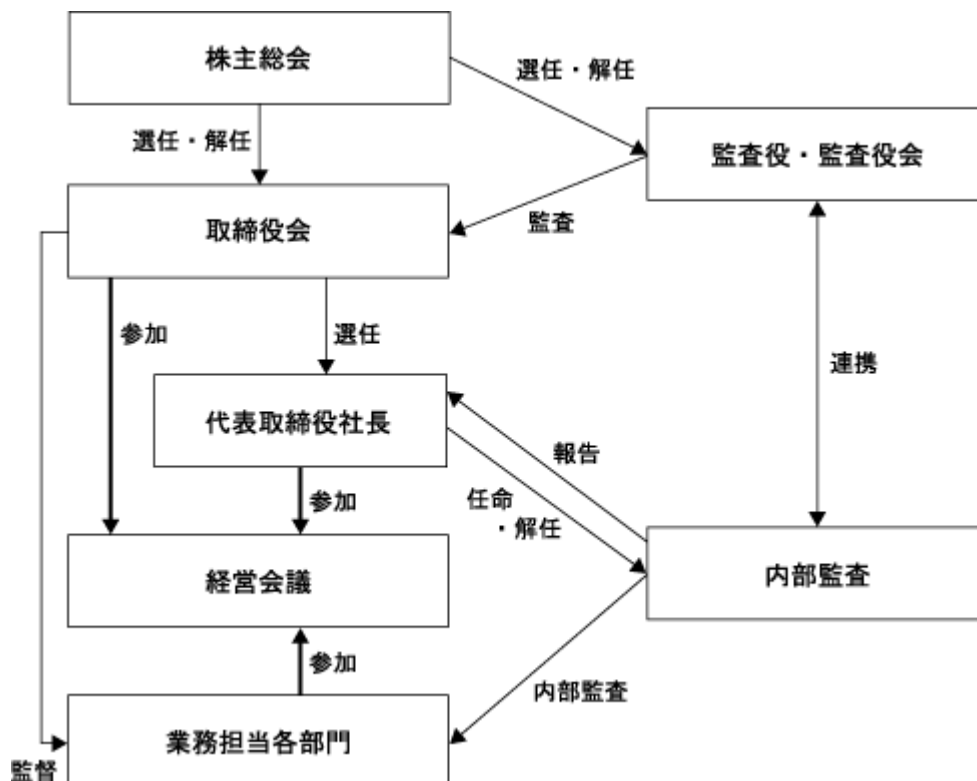 株主総会
選任・解任
選任・解任
監査役・監査役会
取締役会
監査
参加
選任
連携
代表取締役社長
報告
参加
任命
・解任
経営会議
内部監査
参加
内部監査
業務担当各部門
監督